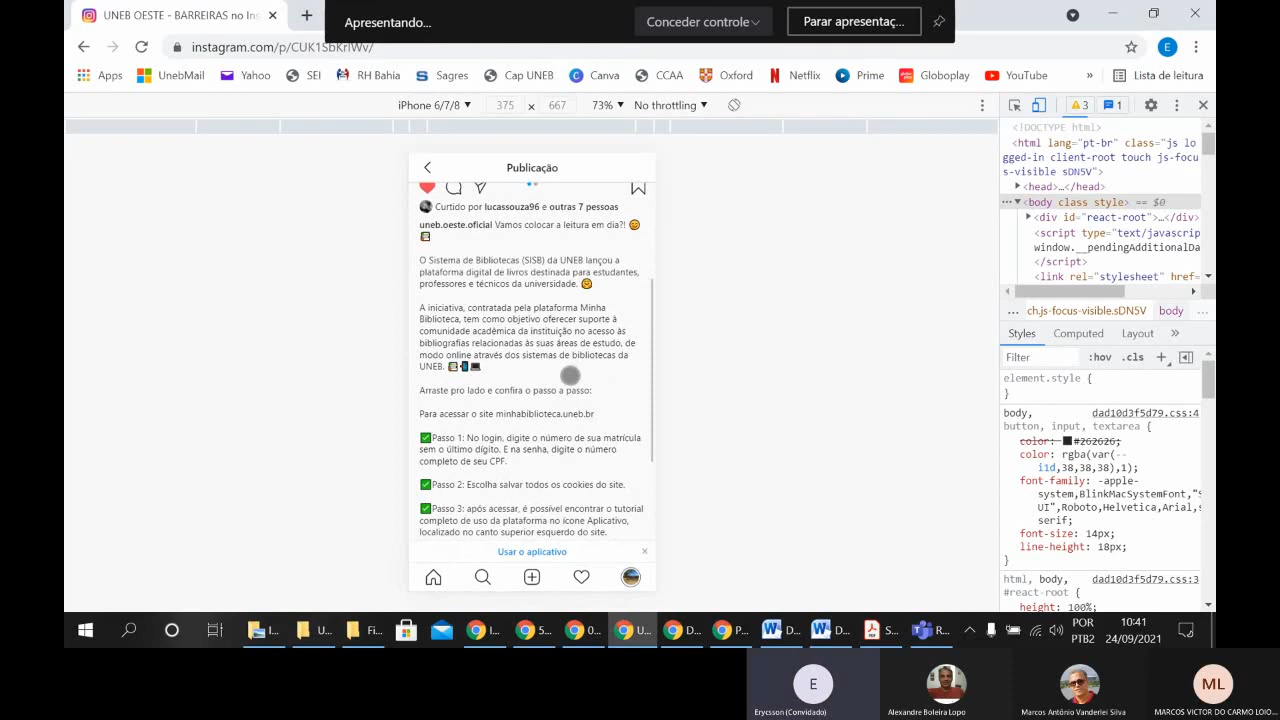 UNEB OESTE - BARREIRAS no Ins
Apresentando...
Conceder controle
Parar apresentaç...
instagram.com/p/CUK1SbKrlWv/
E
Apps
UnebMail
Yahoo
SEI
RH Bahia
Sagres
Cap UNEB
Canva
CCAA
Oxford
Netflix
Prime
Globoplay
YouTube
»
Lista de leitura
iPhone 6/7/8 ▼
375
x
667
73% ▼
No throttling ▼
3
1
<!DOCTYPE html>
<html lang="pt-br" class="js lo
gged-in client-root touch js-focu
s-visible sDN5V">
<head>…</head>
<body class style> == $0
<div id="react-root">…</div>
<script type="text/javascrip
window.__pendingAdditionalDa
</script>
<link rel="stylesheet" href=
... ch.js-focus-visible.sDN5V body ...
Styles Computed Layout »
Filter :hov .cls +
element.style {
}
body, dad10d3f5d79.css:4
button, input, textarea {
color: #262626;
color: rgba(var(--
i1d,38,38,38),1);
font-family: -apple-
system,BlinkMacSystemFont,"S
UI",Roboto,Helvetica,Arial,s
serif;
font-size: 14px;
line-height: 18px;
}
html, body, dad10d3f5d79.css:3
#react-root {
height: 100%;
Publicação
Curtido por lucassouza96 e outras 7 pessoas
uneb.oeste.oficial Vamos colocar a leitura em dia?! 😊
O Sistema de Bibliotecas (SISB) da UNEB lançou a
plataforma digital de livros destinada para estudantes,
professores e técnicos da universidade. 🤗
A iniciativa, contratada pela plataforma Minha
Biblioteca, tem como objetivo oferecer suporte à
comunidade acadêmica da instituição no acesso às
bibliografias relacionadas às suas áreas de estudo, de
modo online através dos sistemas de bibliotecas da
UNEB.
Arraste pro lado e confira o passo a passo:
Para acessar o site minhabiblioteca.uneb.br
✅Passo 1: No login, digite o número de sua matrícula
sem o último dígito. E na senha, digite o número
completo de seu CPF.
✅Passo 2: Escolha salvar todos os cookies do site.
✅Passo 3: após acessar, é possível encontrar o tutorial
completo de uso da plataforma no ícone Aplicativo,
localizado no canto superior esquerdo do site.
Usar o aplicativo
I...
U...
Fi...
I...
5...
0...
U...
D...
P...
D...
D...
S...
R...
POR
PTB2
10:41
24/09/2021
E
Erycsson (Convidado)
Alexandre Boleira Lopo
Marcos Antônio Vanderlei Silva
ML
MARCOS VICTOR DO CARMO LOIO...